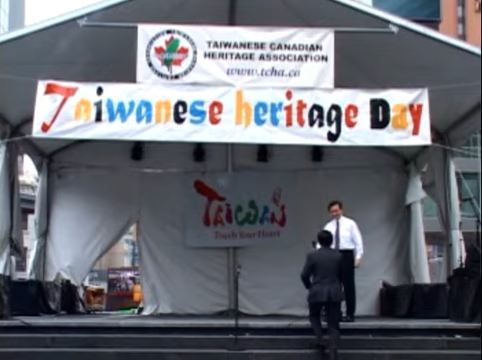 TAIWANESE CANADIAN
HERITAGE ASSOCIATION
www.tcha.ca
Taiwanese heritage Day
TAIWAN
Touch Your Heart